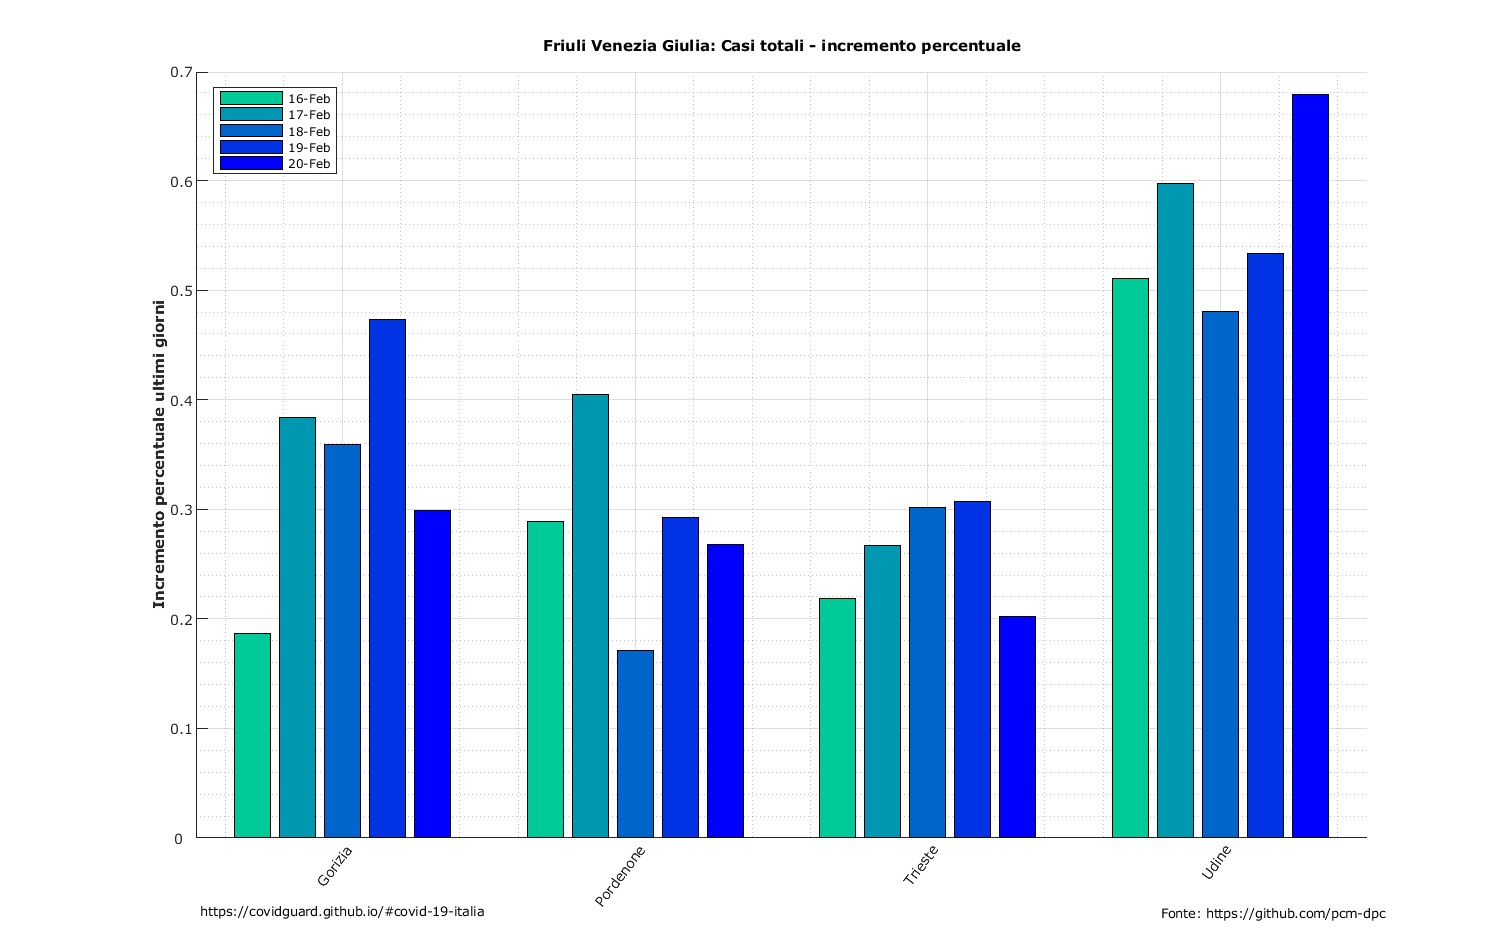 Friuli Venezia Giulia: Casi totali - incremento percentuale
0.7
0.6
0.5
0.4
0.3
0.2
0.1
0
Incremento percentuale ultimi giorni
16-Feb
17-Feb
18-Feb
19-Feb
20-Feb
Gorizia
Pordenone
Trieste
Udine
https://covidguard.github.io/#covid-19-italia
Fonte: https://github.com/pcm-dpc